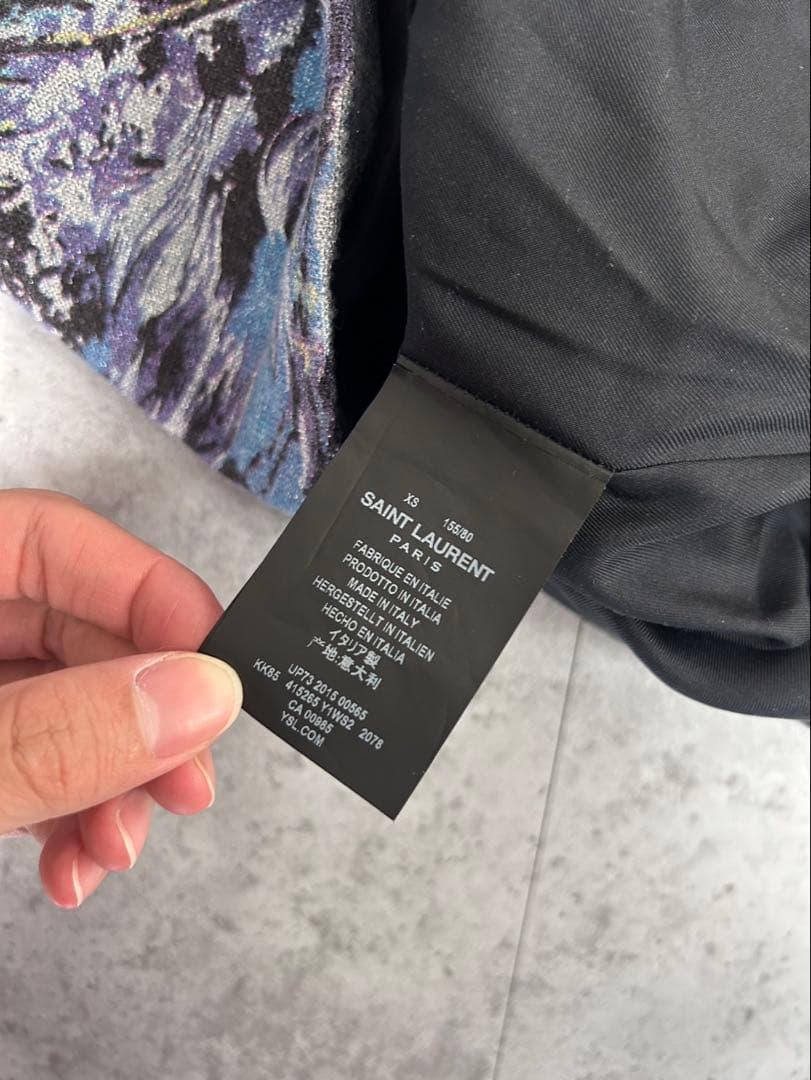 XS 155/80
SAINT LAURENT
PARIS
FABRIQUE EN ITALIE
PRODOTTO IN ITALIA
MADE IN ITALY
HERGESTELLT IN ITALIEN
HECHO EN ITALIA
イタリア製
产地:意大利
UP73 2015 00565
KK85 415265 Y1WS2 2078
CA 00985
YSL.COM